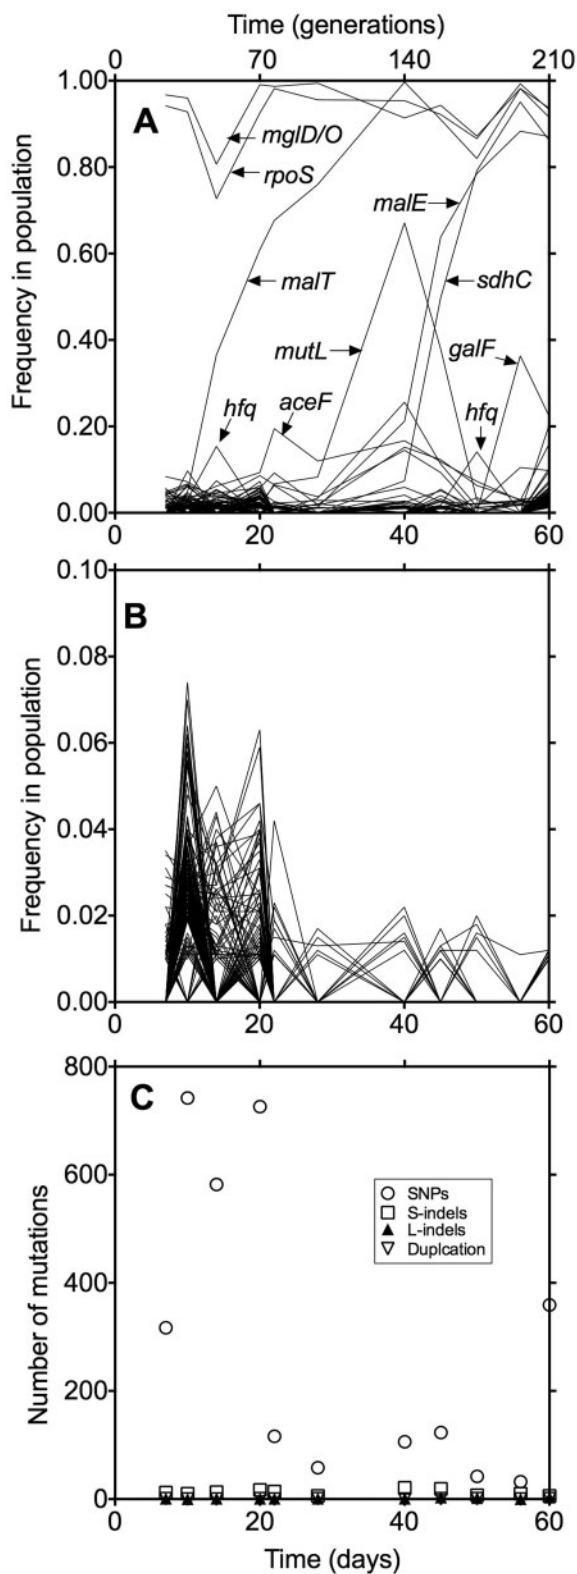 Time (generations)
0 70 140 210
1.00
A
mglD/O
0.80
rpoS
malE
0.60
malT
sdhC
0.40
mutL
galF
hfq
aceF
hfq
0.20
0.00
Frequency in population
0 20 40 60
0.10
B
0.08
0.06
0.04
0.02
0.00
Frequency in population
0 20 40 60
800
C
600
SNPs
S-indels
L-indels
Duplcation
400
200
0
Number of mutations
0 20 40 60
Time (days)